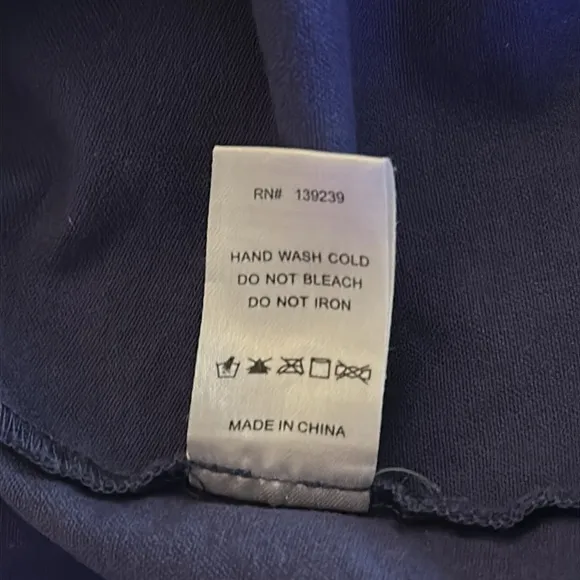 RN# 139239
HAND WASH COLD
DO NOT BLEACH
DO NOT IRON
MADE IN CHINA